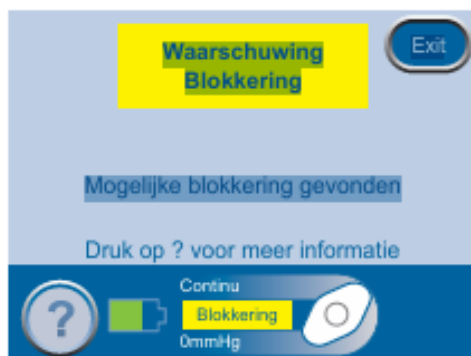 Waarschuwing
Blokkering
Exit
Mogelijke blokkering gevonden
Druk op ? voor meer informatie
?
Continu
Blokkering
0mmHg